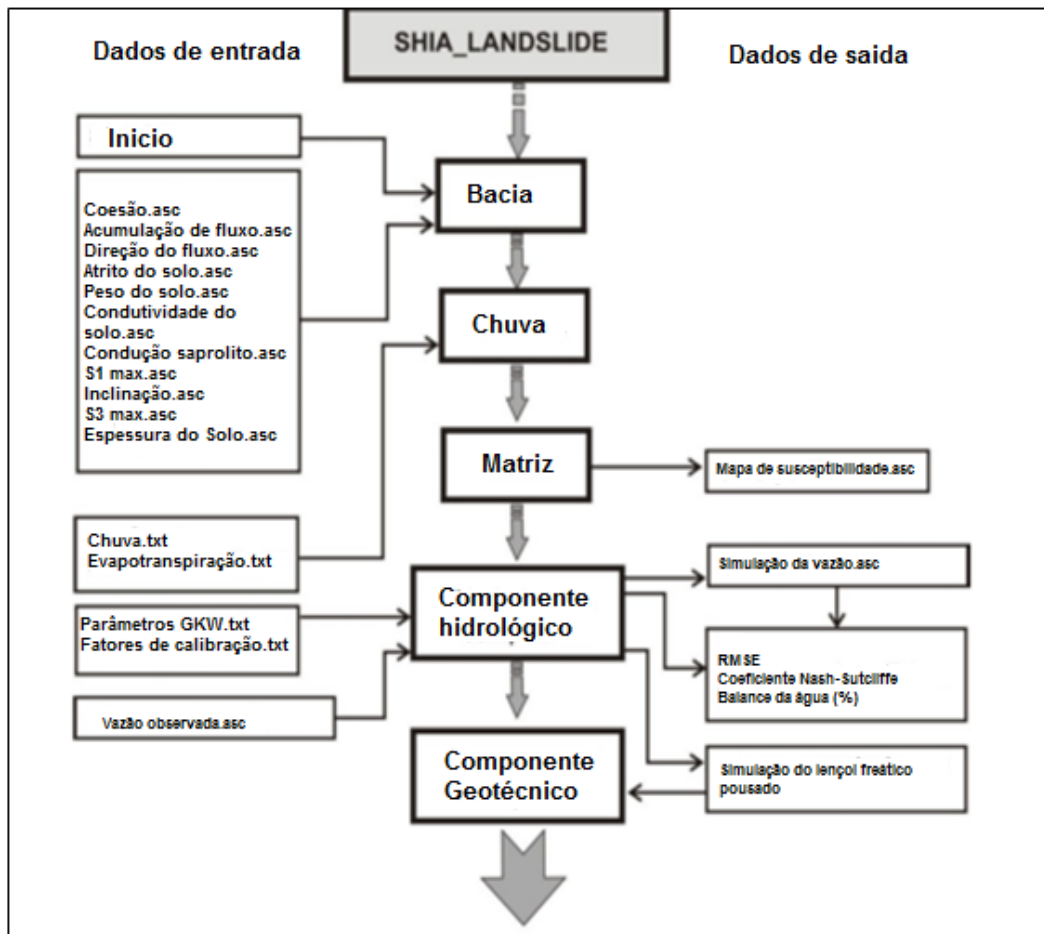 SHIA_LANDSLIDE
Dados de entrada
Dados de saida
Inicio
Bacia
Coesão.asc
Acumulação de fluxo.asc
Direção do fluxo.asc
Atrito do solo.asc
Peso do solo.asc
Condutividade do
solo.asc
Condução saprolito.asc
S1 max.asc
Inclinação.asc
S3 max.asc
Espessura do Solo.asc
Chuva
Matriz
Mapa de susceptibilidade.asc
Chuva.txt
Evapotranspiração.txt
Componente
hidrológico
Simulação da vazão.asc
Parâmetros GKW.txt
Fatores de calibração.txt
RMSE
Coeficiente Nash-Sutcliffe
Balance da água (%)
Vazão observada.asc
Componente
Geotécnico
Simulação do lençol freático
pousado